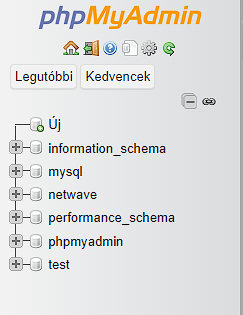 phpMyAdmin
Legutóbbi Kedvencek
Új
information_schema
mysql
netwave
performance_schema
phpmyadmin
test